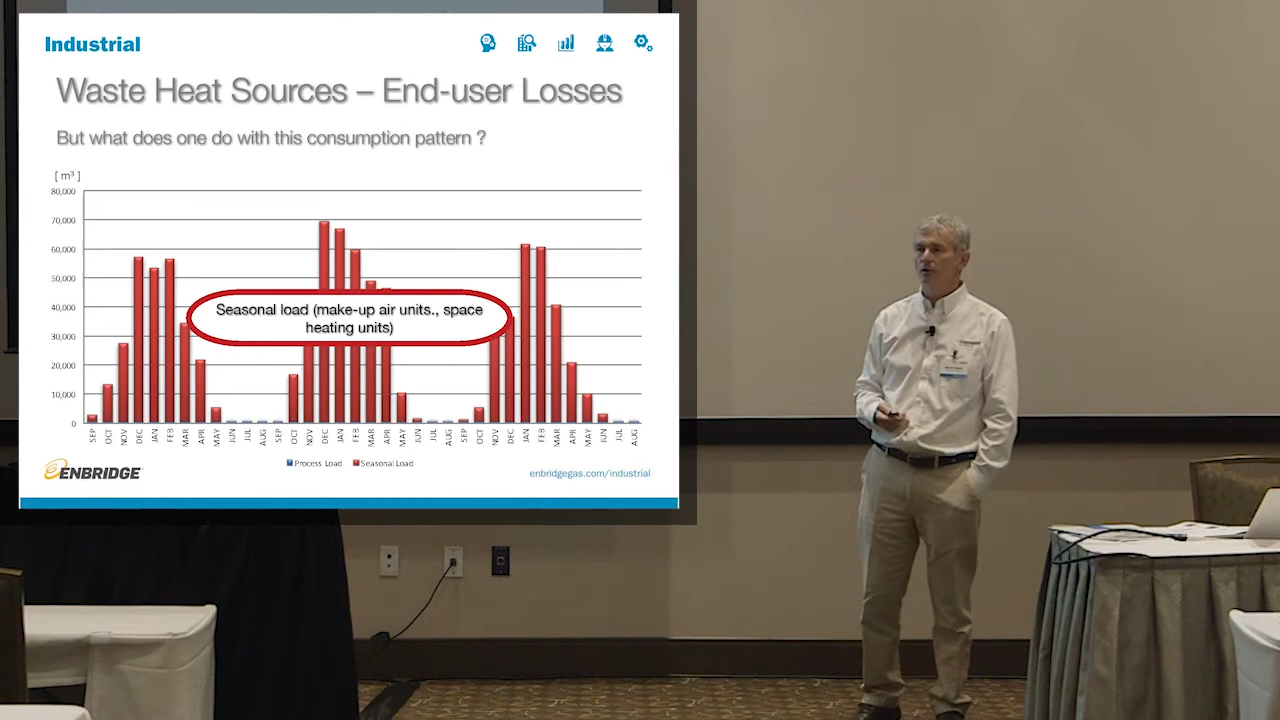 Industrial
Waste Heat Sources – End-user Losses
But what does one do with this consumption pattern ?
[ m³ ]
80,000
70,000
60,000
50,000
40,000
30,000
20,000
10,000
0
Seasonal load (make-up air units., space
heating units)
SEP OCT NOV DEC JAN FEB MAR APR MAY JUN JUL AUG SEP OCT NOV DEC JAN FEB MAR APR MAY JUN JUL AUG SEP OCT NOV DEC JAN FEB MAR APR MAY JUN JUL AUG
Process Load Seasonal Load
ENBRIDGE
enbridgegas.com/industrial